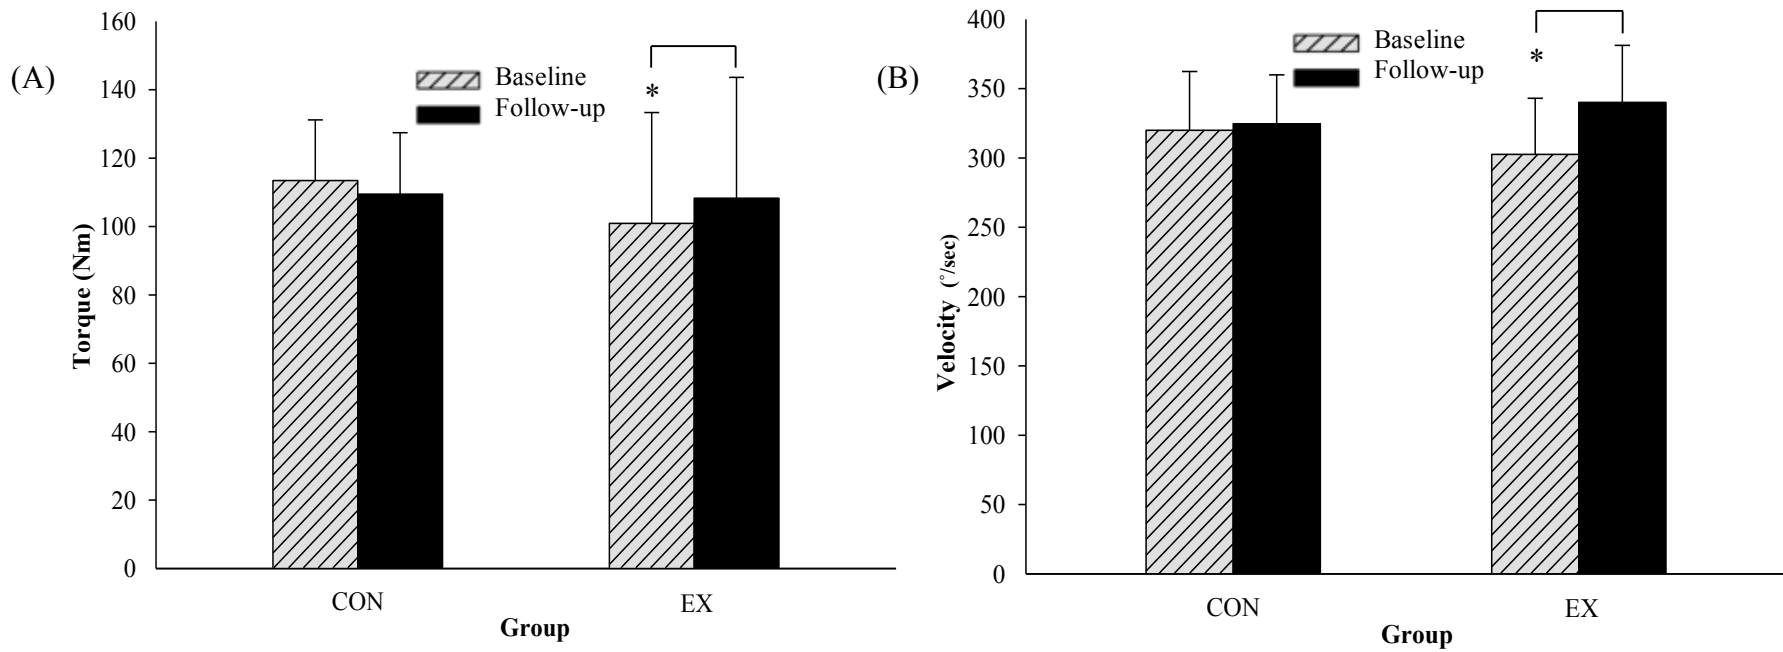 (A)
160
140
120
100
80
60
40
20
0
Torque (Nm)
Baseline
Follow-up
*
CON
EX
Group
(B)
400
350
300
250
200
150
100
50
0
Velocity (°/sec)
Baseline
Follow-up
*
CON
EX
Group